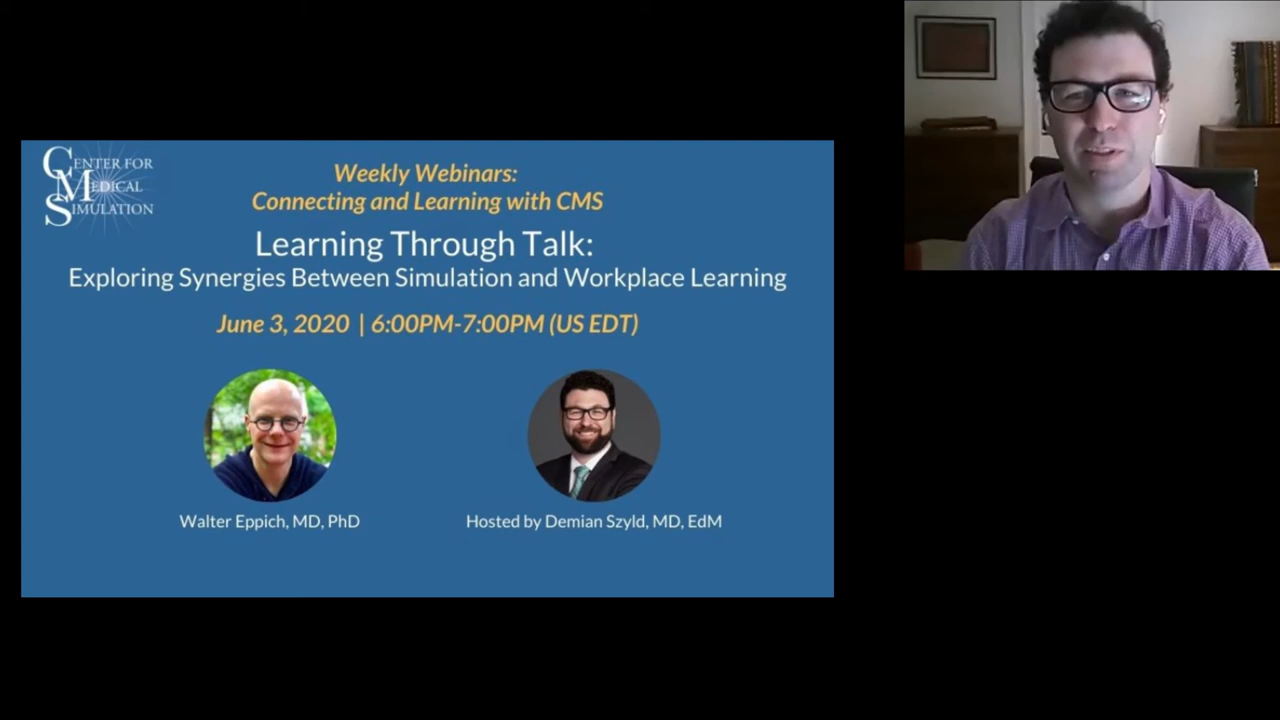 CENTER FOR
MEDICAL
SIMULATION
Weekly Webinars:
Connecting and Learning with CMS
Learning Through Talk:
Exploring Synergies Between Simulation and Workplace Learning
June 3, 2020 | 6:00PM-7:00PM (US EDT)
Walter Eppich, MD, PhD
Hosted by Demian Szyld, MD, EdM